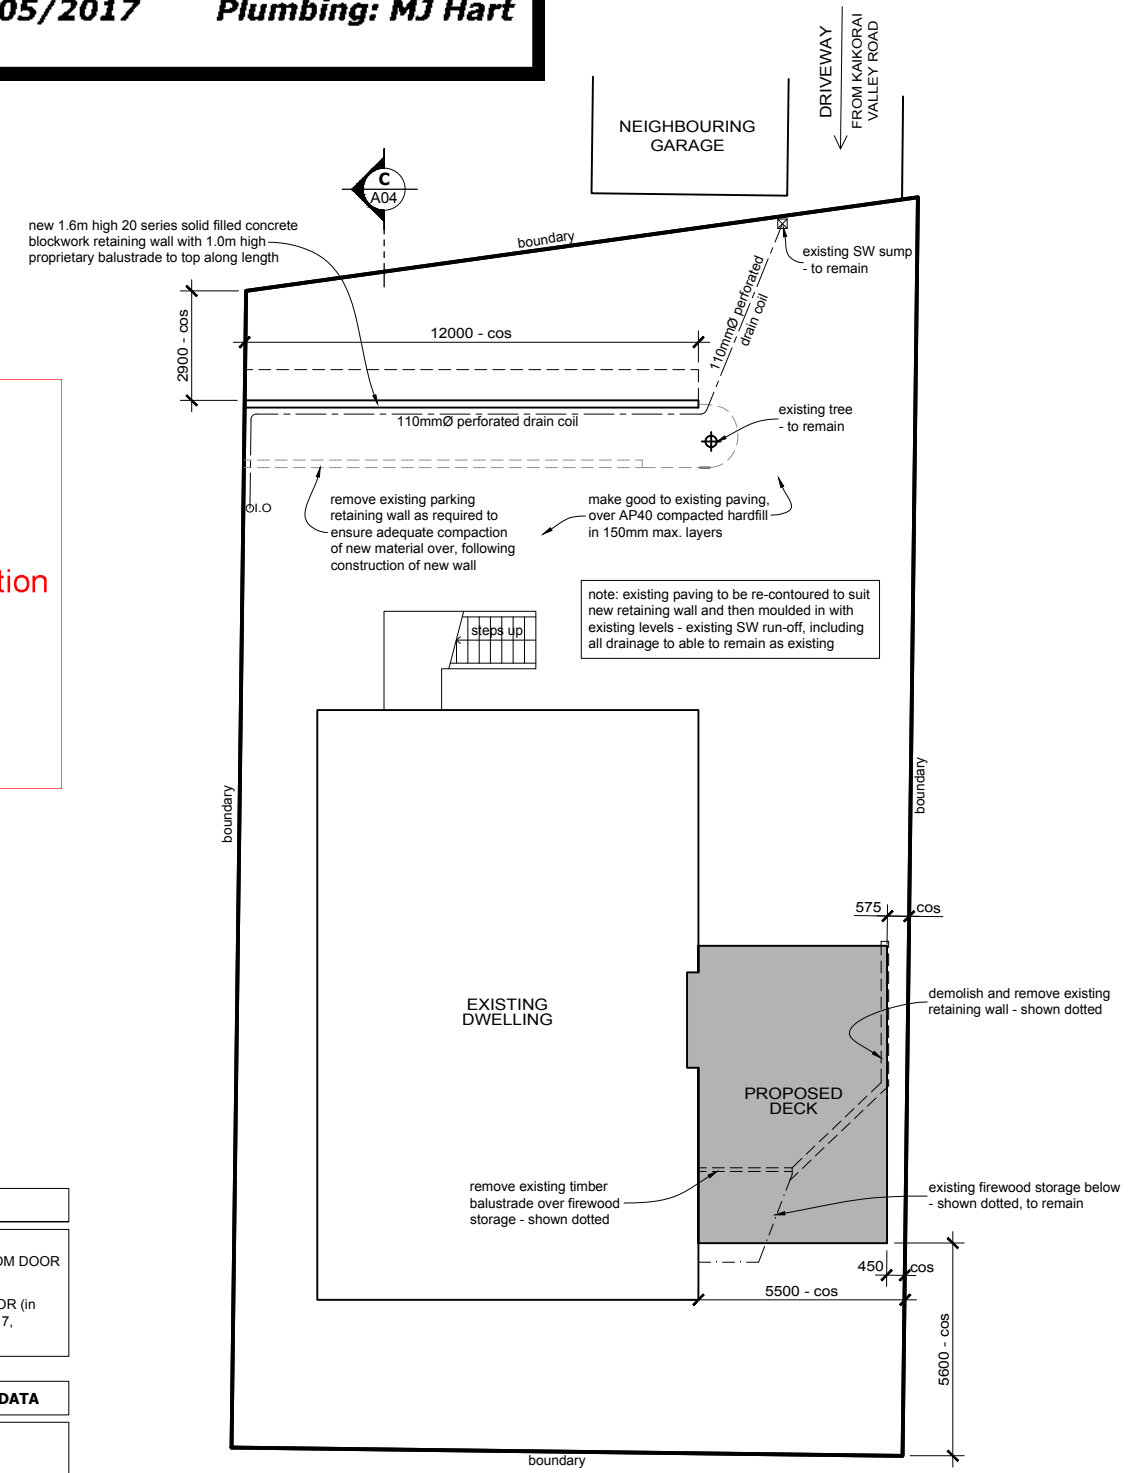 05/2017 Plumbing: MJ Hart
DRIVEWAY
FROM KAIKORAI
VALLEY ROAD
NEIGHBOURING
GARAGE
C
A04
new 1.6m high 20 series solid filled concrete
blockwork retaining wall with 1.0m high
proprietary balustrade to top along length
boundary
existing SW sump
- to remain
110mmØ perforated
drain coil
2900 - cos
12000 - cos
110mmØ perforated drain coil
existing tree
- to remain
I.O
remove existing parking
retaining wall as required to
ensure adequate compaction
of new material over, following
construction of new wall
make good to existing paving,
over AP40 compacted hardfill
in 150mm max. layers
tion
note: existing paving to be re-contoured to suit
new retaining wall and then moulded in with
existing levels - existing SW run-off, including
all drainage to able to remain as existing
steps up
boundary
boundary
575 cos
EXISTING
DWELLING
demolish and remove existing
retaining wall - shown dotted
PROPOSED
DECK
remove existing timber
balustrade over firewood
storage - shown dotted
existing firewood storage below
- shown dotted, to remain
450 cos
5500 - cos
5600 - cos
OM DOOR
OR (in
7,
DATA
boundary